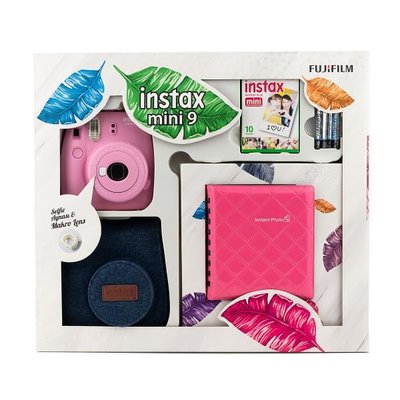 FUJIFILM
instax
mini 9
instax
mini
10
I ♡ U!
Selfie
Aynası &
Makro Lens
Instant Photo